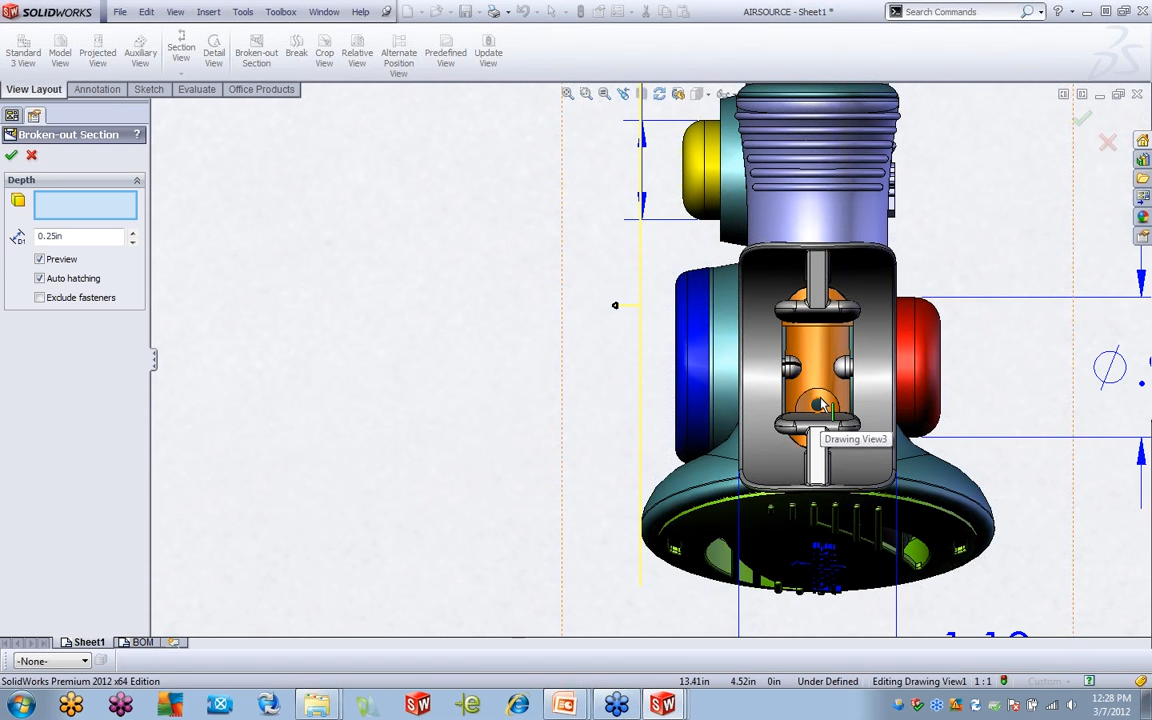 SOLIDWORKS File Edit View Insert Tools Toolbox Window Help AIRSOURCE - Sheet1 * Search Commands ?
Standard 3 View
Model View
Projected View
Auxiliary View
Section View
Detail View
Broken-out Section
Break
Crop View
Relative View
Alternate Position View
Predefined View
Update View
View Layout Annotation Sketch Evaluate Office Products
Broken-out Section ?
Depth
0.25in
Preview
Auto hatching
Exclude fasteners
Drawing View3
Sheet1 BOM
-None-
SolidWorks Premium 2012 x64 Edition 13.41in 4.52in 0in Under Defined Editing Drawing View1 1 : 1 Custom
12:28 PM
3/7/2012